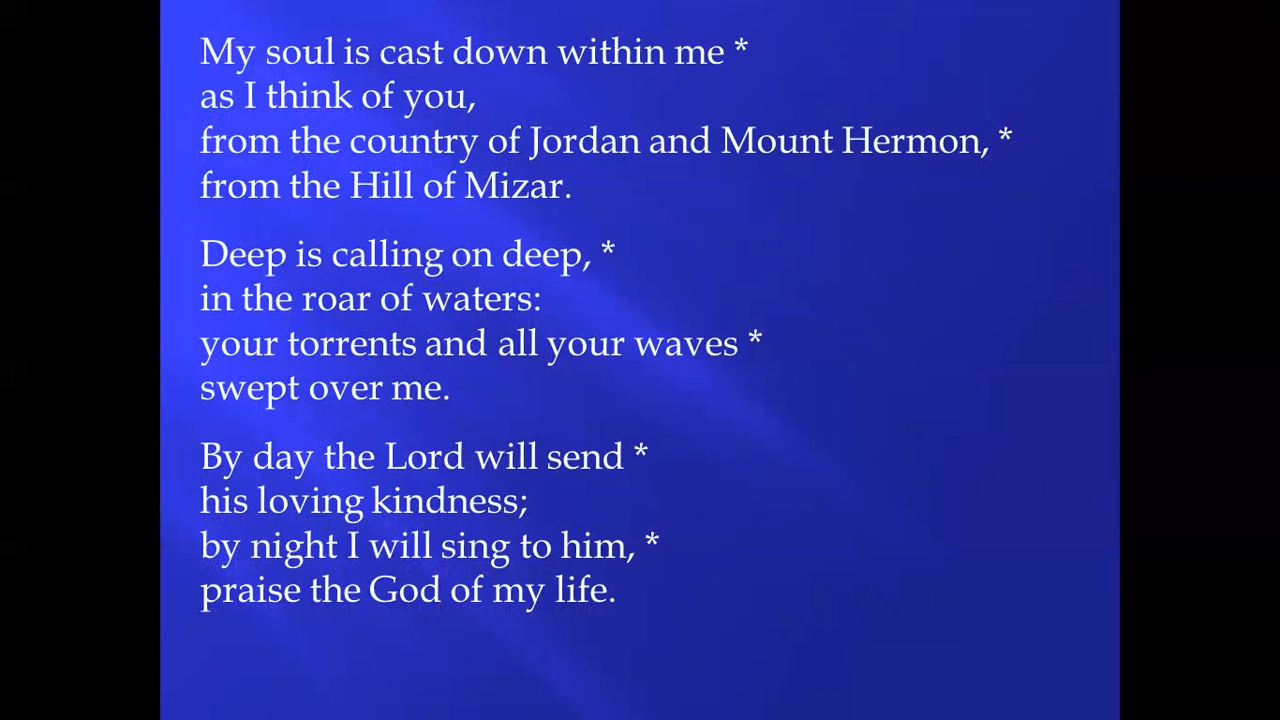 My soul is cast down within me *
as I think of you,
from the country of Jordan and Mount Hermon, *
from the Hill of Mizar.
Deep is calling on deep, *
in the roar of waters:
your torrents and all your waves *
swept over me.
By day the Lord will send *
his loving kindness;
by night I will sing to him, *
praise the God of my life.